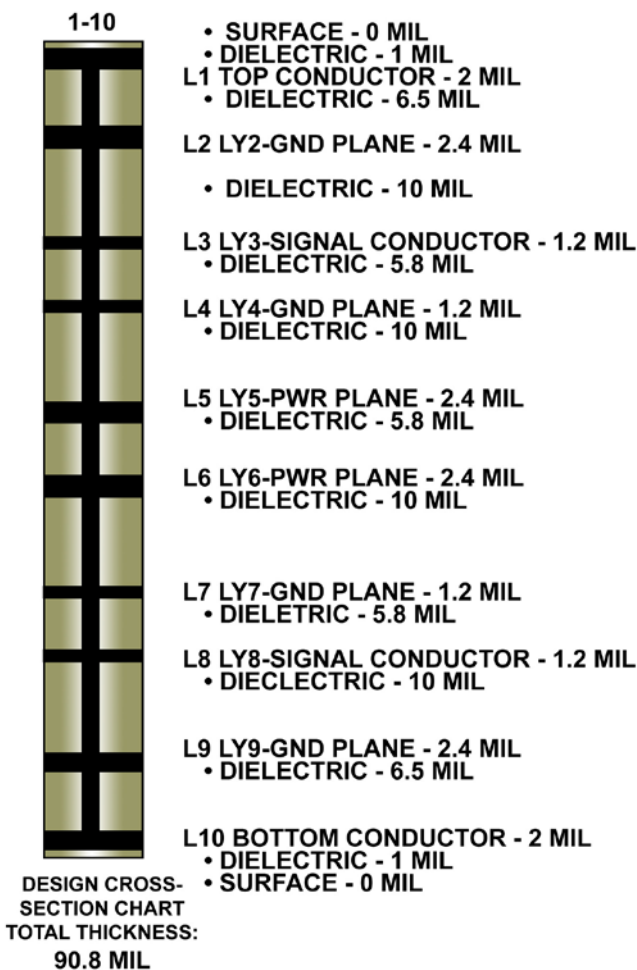 1-10
• SURFACE - 0 MIL
• DIELECTRIC - 1 MIL
L1 TOP CONDUCTOR - 2 MIL
• DIELECTRIC - 6.5 MIL
L2 LY2-GND PLANE - 2.4 MIL
• DIELECTRIC - 10 MIL
L3 LY3-SIGNAL CONDUCTOR - 1.2 MIL
• DIELECTRIC - 5.8 MIL
L4 LY4-GND PLANE - 1.2 MIL
• DIELECTRIC - 10 MIL
L5 LY5-PWR PLANE - 2.4 MIL
• DIELECTRIC - 5.8 MIL
L6 LY6-PWR PLANE - 2.4 MIL
• DIELECTRIC - 10 MIL
L7 LY7-GND PLANE - 1.2 MIL
• DIELETRIC - 5.8 MIL
L8 LY8-SIGNAL CONDUCTOR - 1.2 MIL
• DIECLECTRIC - 10 MIL
L9 LY9-GND PLANE - 2.4 MIL
• DIELECTRIC - 6.5 MIL
L10 BOTTOM CONDUCTOR - 2 MIL
• DIELECTRIC - 1 MIL
• SURFACE - 0 MIL
DESIGN CROSS-
SECTION CHART
TOTAL THICKNESS:
90.8 MIL